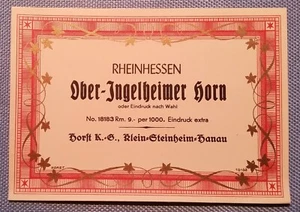 RHEINHESSEN
Ober-Ingelheimer Horn
oder Eindruck nach Wahl
No. 18183 Rm. 9.- per 1000. Eindruck extra
Horst K.-G., Klein-Steinheim-Hanau